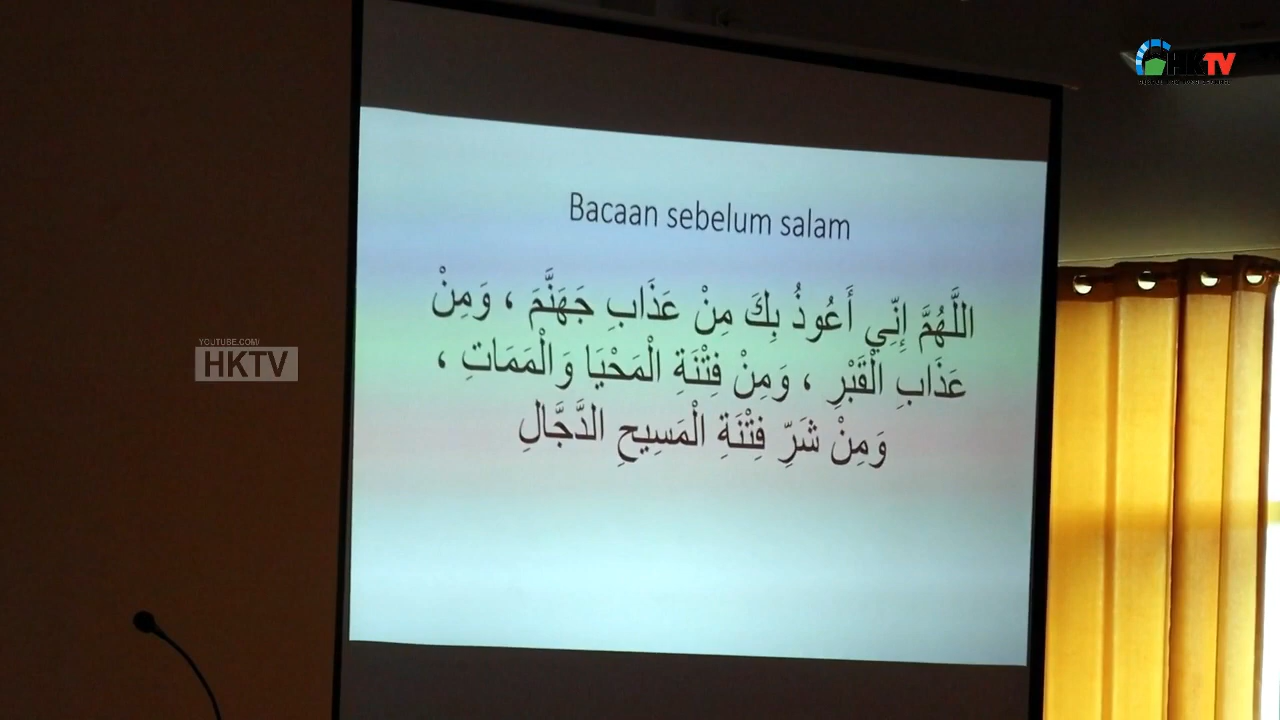 HKTV
Bacaan sebelum salam
اللَّهُمَّ إِنِّي أَعُوذُ بِكَ مِنْ عَذَابِ جَهَنَّمَ ، وَمِنْ
عَذَابِ الْقَبْرِ ، وَمِنْ فِتْنَةِ الْمَحْيَا وَالْمَمَاتِ ،
وَمِنْ شَرِّ فِتْنَةِ الْمَسِيحِ الدَّجَّالِ
YOUTUBE.COM/
HKTV